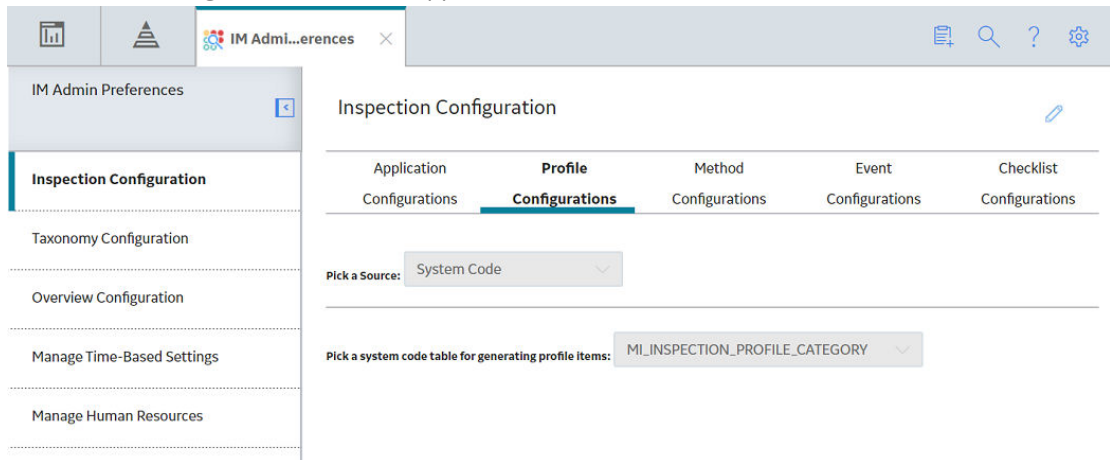 IM Admi...erences
IM Admin Preferences
Inspection Configuration
Taxonomy Configuration
Overview Configuration
Manage Time-Based Settings
Manage Human Resources
Inspection Configuration
Application Configurations
Profile Configurations
Method Configurations
Event Configurations
Checklist Configurations
Pick a Source: System Code
Pick a system code table for generating profile items: MI_INSPECTION_PROFILE_CATEGORY